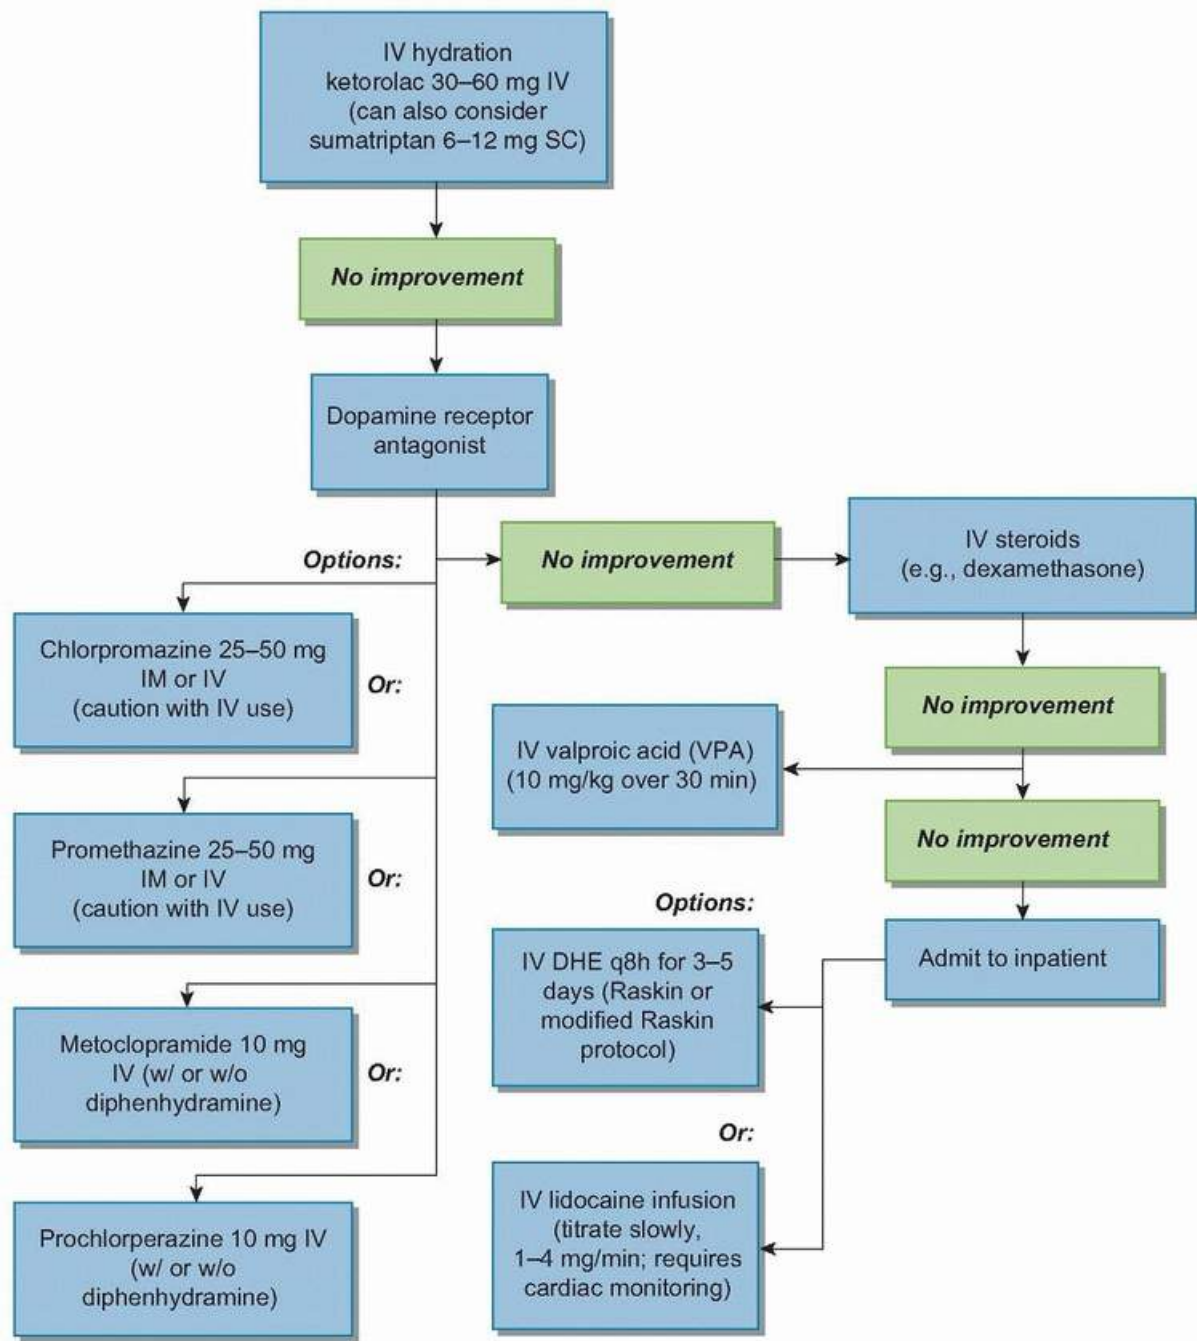 IV hydration
ketorolac 30–60 mg IV
(can also consider
sumatriptan 6–12 mg SC)
No improvement
Dopamine receptor
antagonist
Options:
No improvement
IV steroids
(e.g., dexamethasone)
Chlorpromazine 25–50 mg
IM or IV
(caution with IV use)
Or:
No improvement
IV valproic acid (VPA)
(10 mg/kg over 30 min)
Promethazine 25–50 mg
IM or IV
(caution with IV use)
Or:
No improvement
Admit to inpatient
Options:
IV DHE q8h for 3–5
days (Raskin or
modified Raskin
protocol)
Metoclopramide 10 mg
IV (w/ or w/o
diphenhydramine)
Or:
Or:
IV lidocaine infusion
(titrate slowly,
1–4 mg/min; requires
cardiac monitoring)
Prochlorperazine 10 mg IV
(w/ or w/o
diphenhydramine)